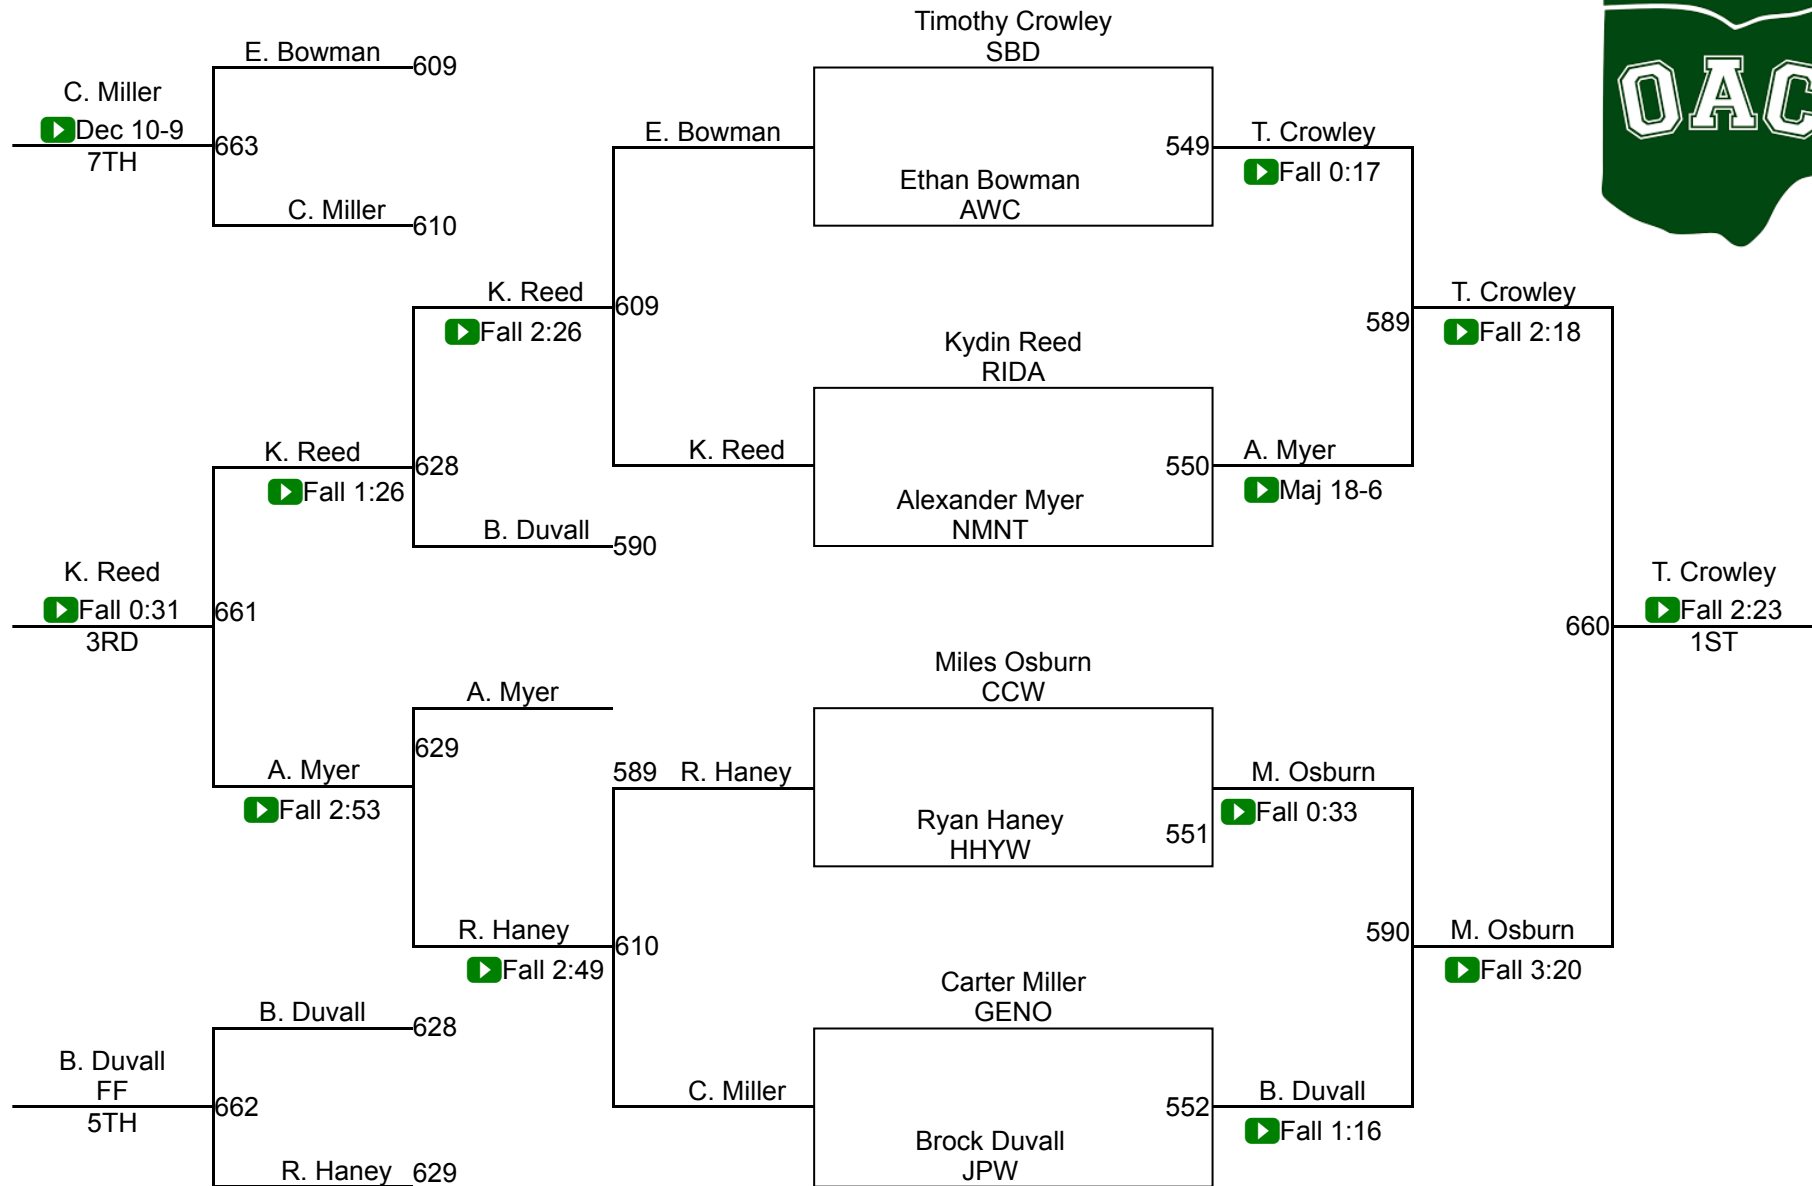 Timothy Crowley
SBD
E. Bowman
609
C. Miller
Dec 10-9
7TH
663
C. Miller
610
E. Bowman
549
T. Crowley
Fall 0:17
Ethan Bowman
AWC
OAC
K. Reed
Fall 2:26
609
589
T. Crowley
Fall 2:18
Kydin Reed
RIDA
K. Reed
Fall 1:26
628
K. Reed
550
A. Myer
Maj 18-6
Alexander Myer
NMNT
B. Duvall
590
K. Reed
Fall 0:31
3RD
661
660
T. Crowley
Fall 2:23
1ST
Miles Osburn
CCW
A. Myer
629
A. Myer
Fall 2:53
589
R. Haney
M. Osburn
Fall 0:33
Ryan Haney
HHYW
551
R. Haney
Fall 2:49
610
590
M. Osburn
Fall 3:20
Carter Miller
GENO
B. Duvall
628
B. Duvall
FF
5TH
662
C. Miller
552
B. Duvall
Fall 1:16
Brock Duvall
JPW
R. Haney
629